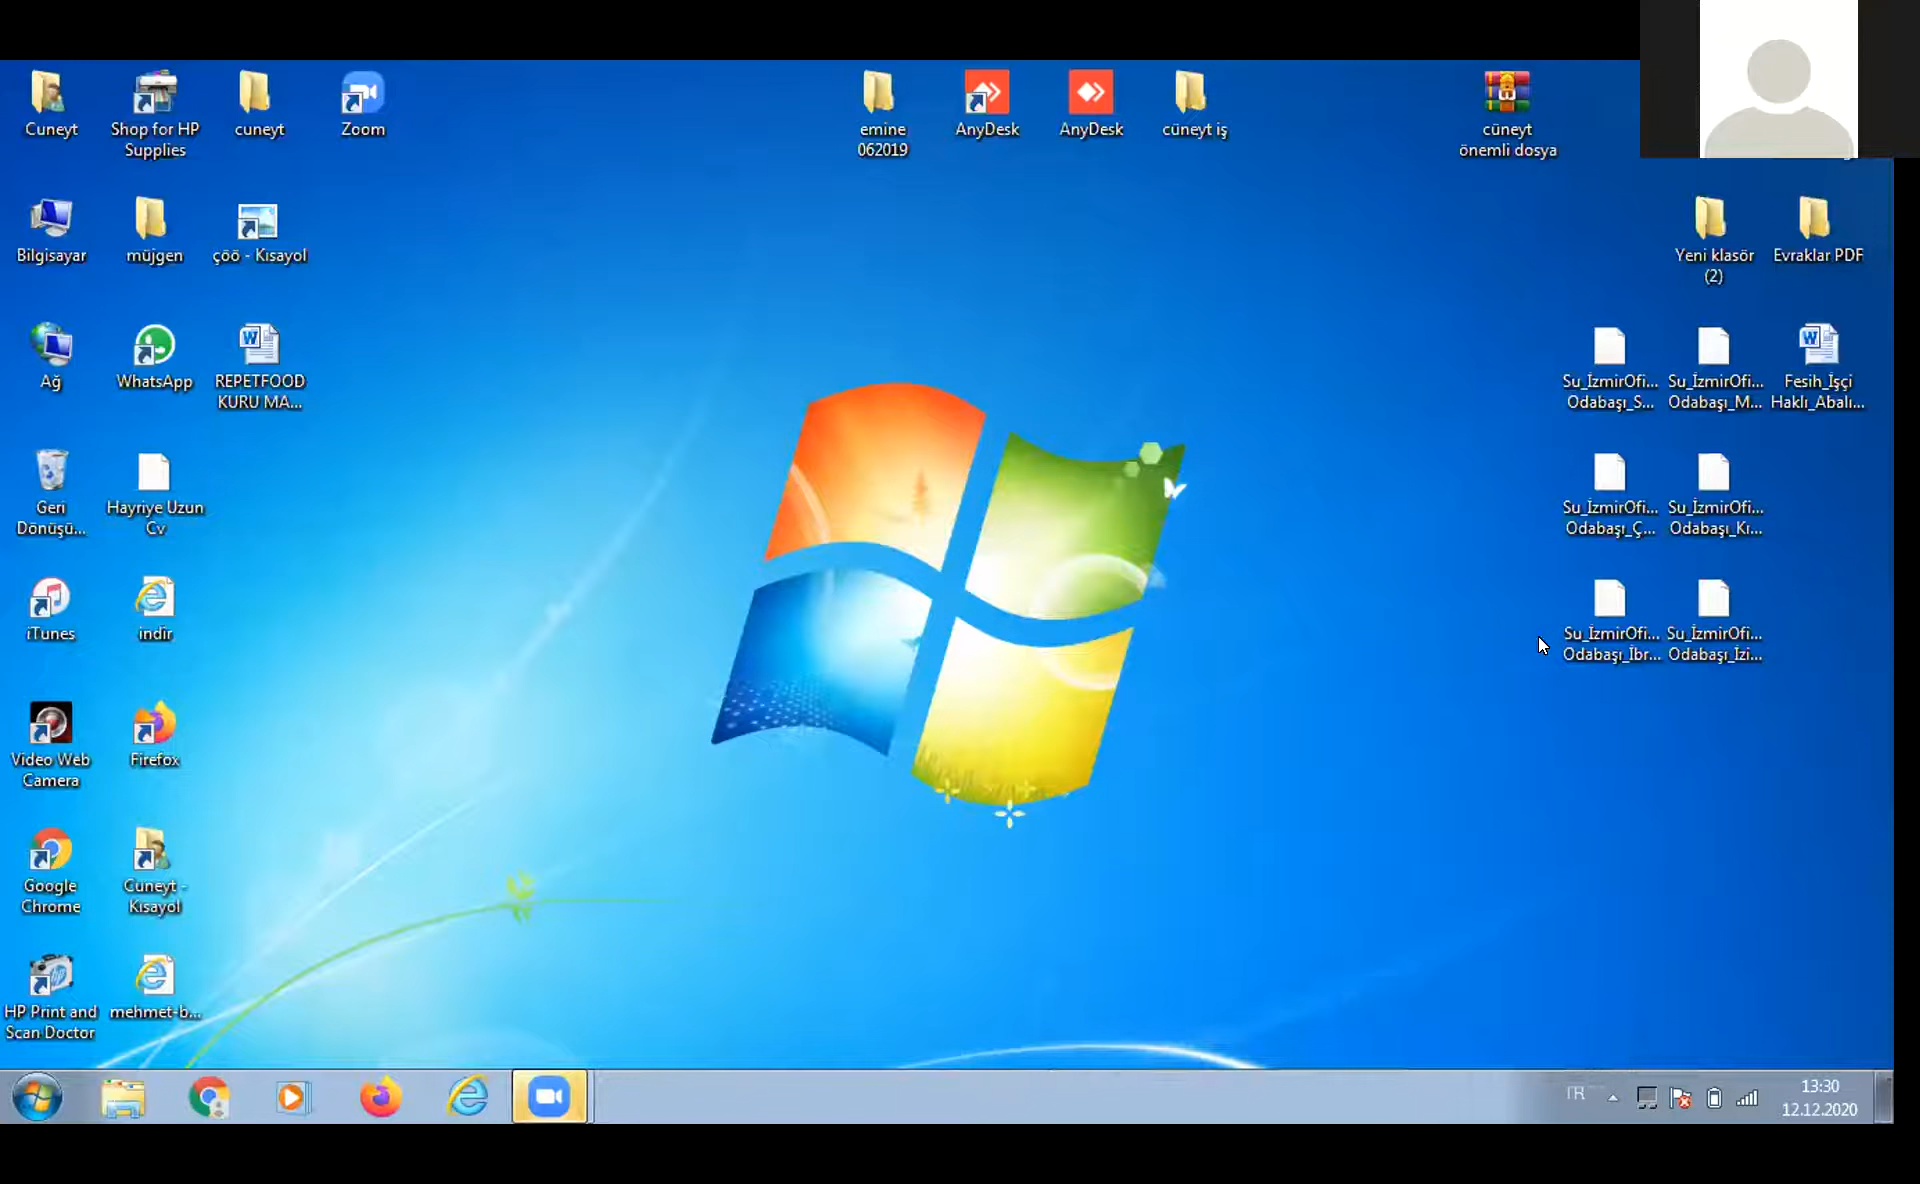 Cuneyt
Shop for HP
Supplies
cuneyt
Zoom
emine
062019
AnyDesk
AnyDesk
cüneyt iş
cüneyt
önemli dosya
Bilgisayar
müjgen
çöö - Kısayol
Yeni klasör
(2)
Evraklar PDF
Ağ
WhatsApp
REPETFOOD
KURU MA...
Su_İzmirOfi...
Odabaşı_S...
Su_İzmirOfi...
Odabaşı_M...
Fesih_İşçi
Haklı_Abalı...
Geri
Dönüşü...
Hayriye Uzun
Cv
Su_İzmirOfi...
Odabaşı_Ç...
Su_İzmirOfi...
Odabaşı_Kı...
iTunes
indir
Su_İzmirOfi...
Odabaşı_İbr...
Su_İzmirOfi...
Odabaşı_İzi...
Video Web
Camera
Firefox
Google
Chrome
Cuneyt -
Kısayol
HP Print and
Scan Doctor
mehmet-b...
TR
13:30
12.12.2020